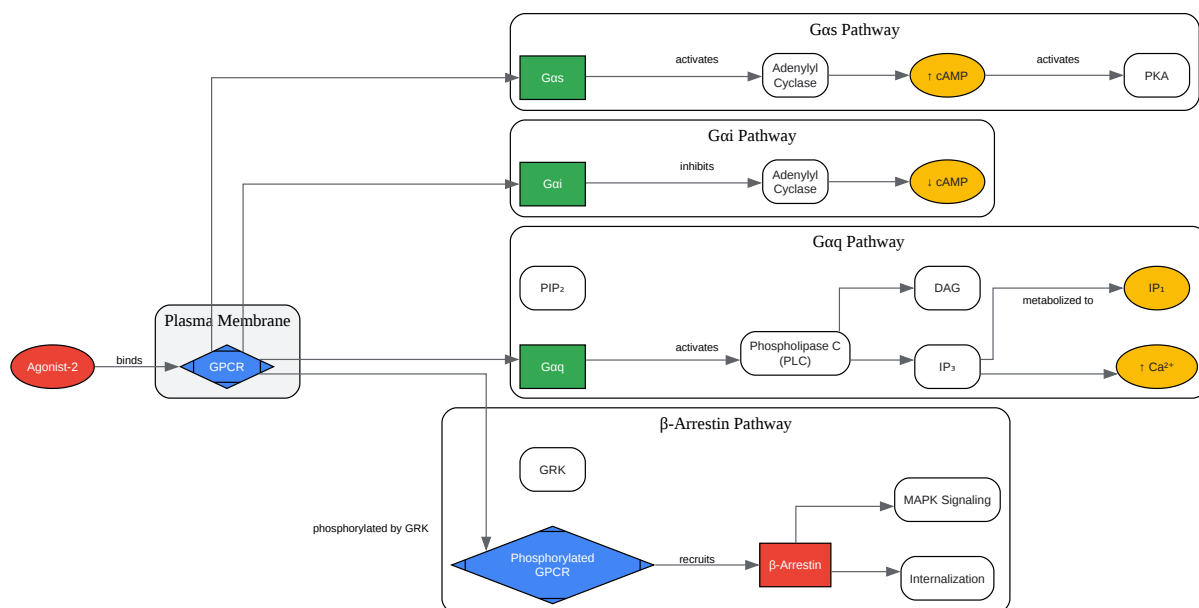 Gαs Pathway
activates
activates
Gαs
Adenylyl
Cyclase
↑ cAMP
PKA
Gαi Pathway
inhibits
Gαi
Adenylyl
Cyclase
↓ cAMP
Gαq Pathway
PIP₂
DAG
IP₁
metabolized to
Plasma Membrane
Agonist-2
binds
GPCR
Gαq
activates
Phospholipase C
(PLC)
IP₃
↑ Ca²⁺
β-Arrestin Pathway
GRK
MAPK Signaling
phosphorylated by GRK
Phosphorylated
GPCR
recruits
β-Arrestin
Internalization